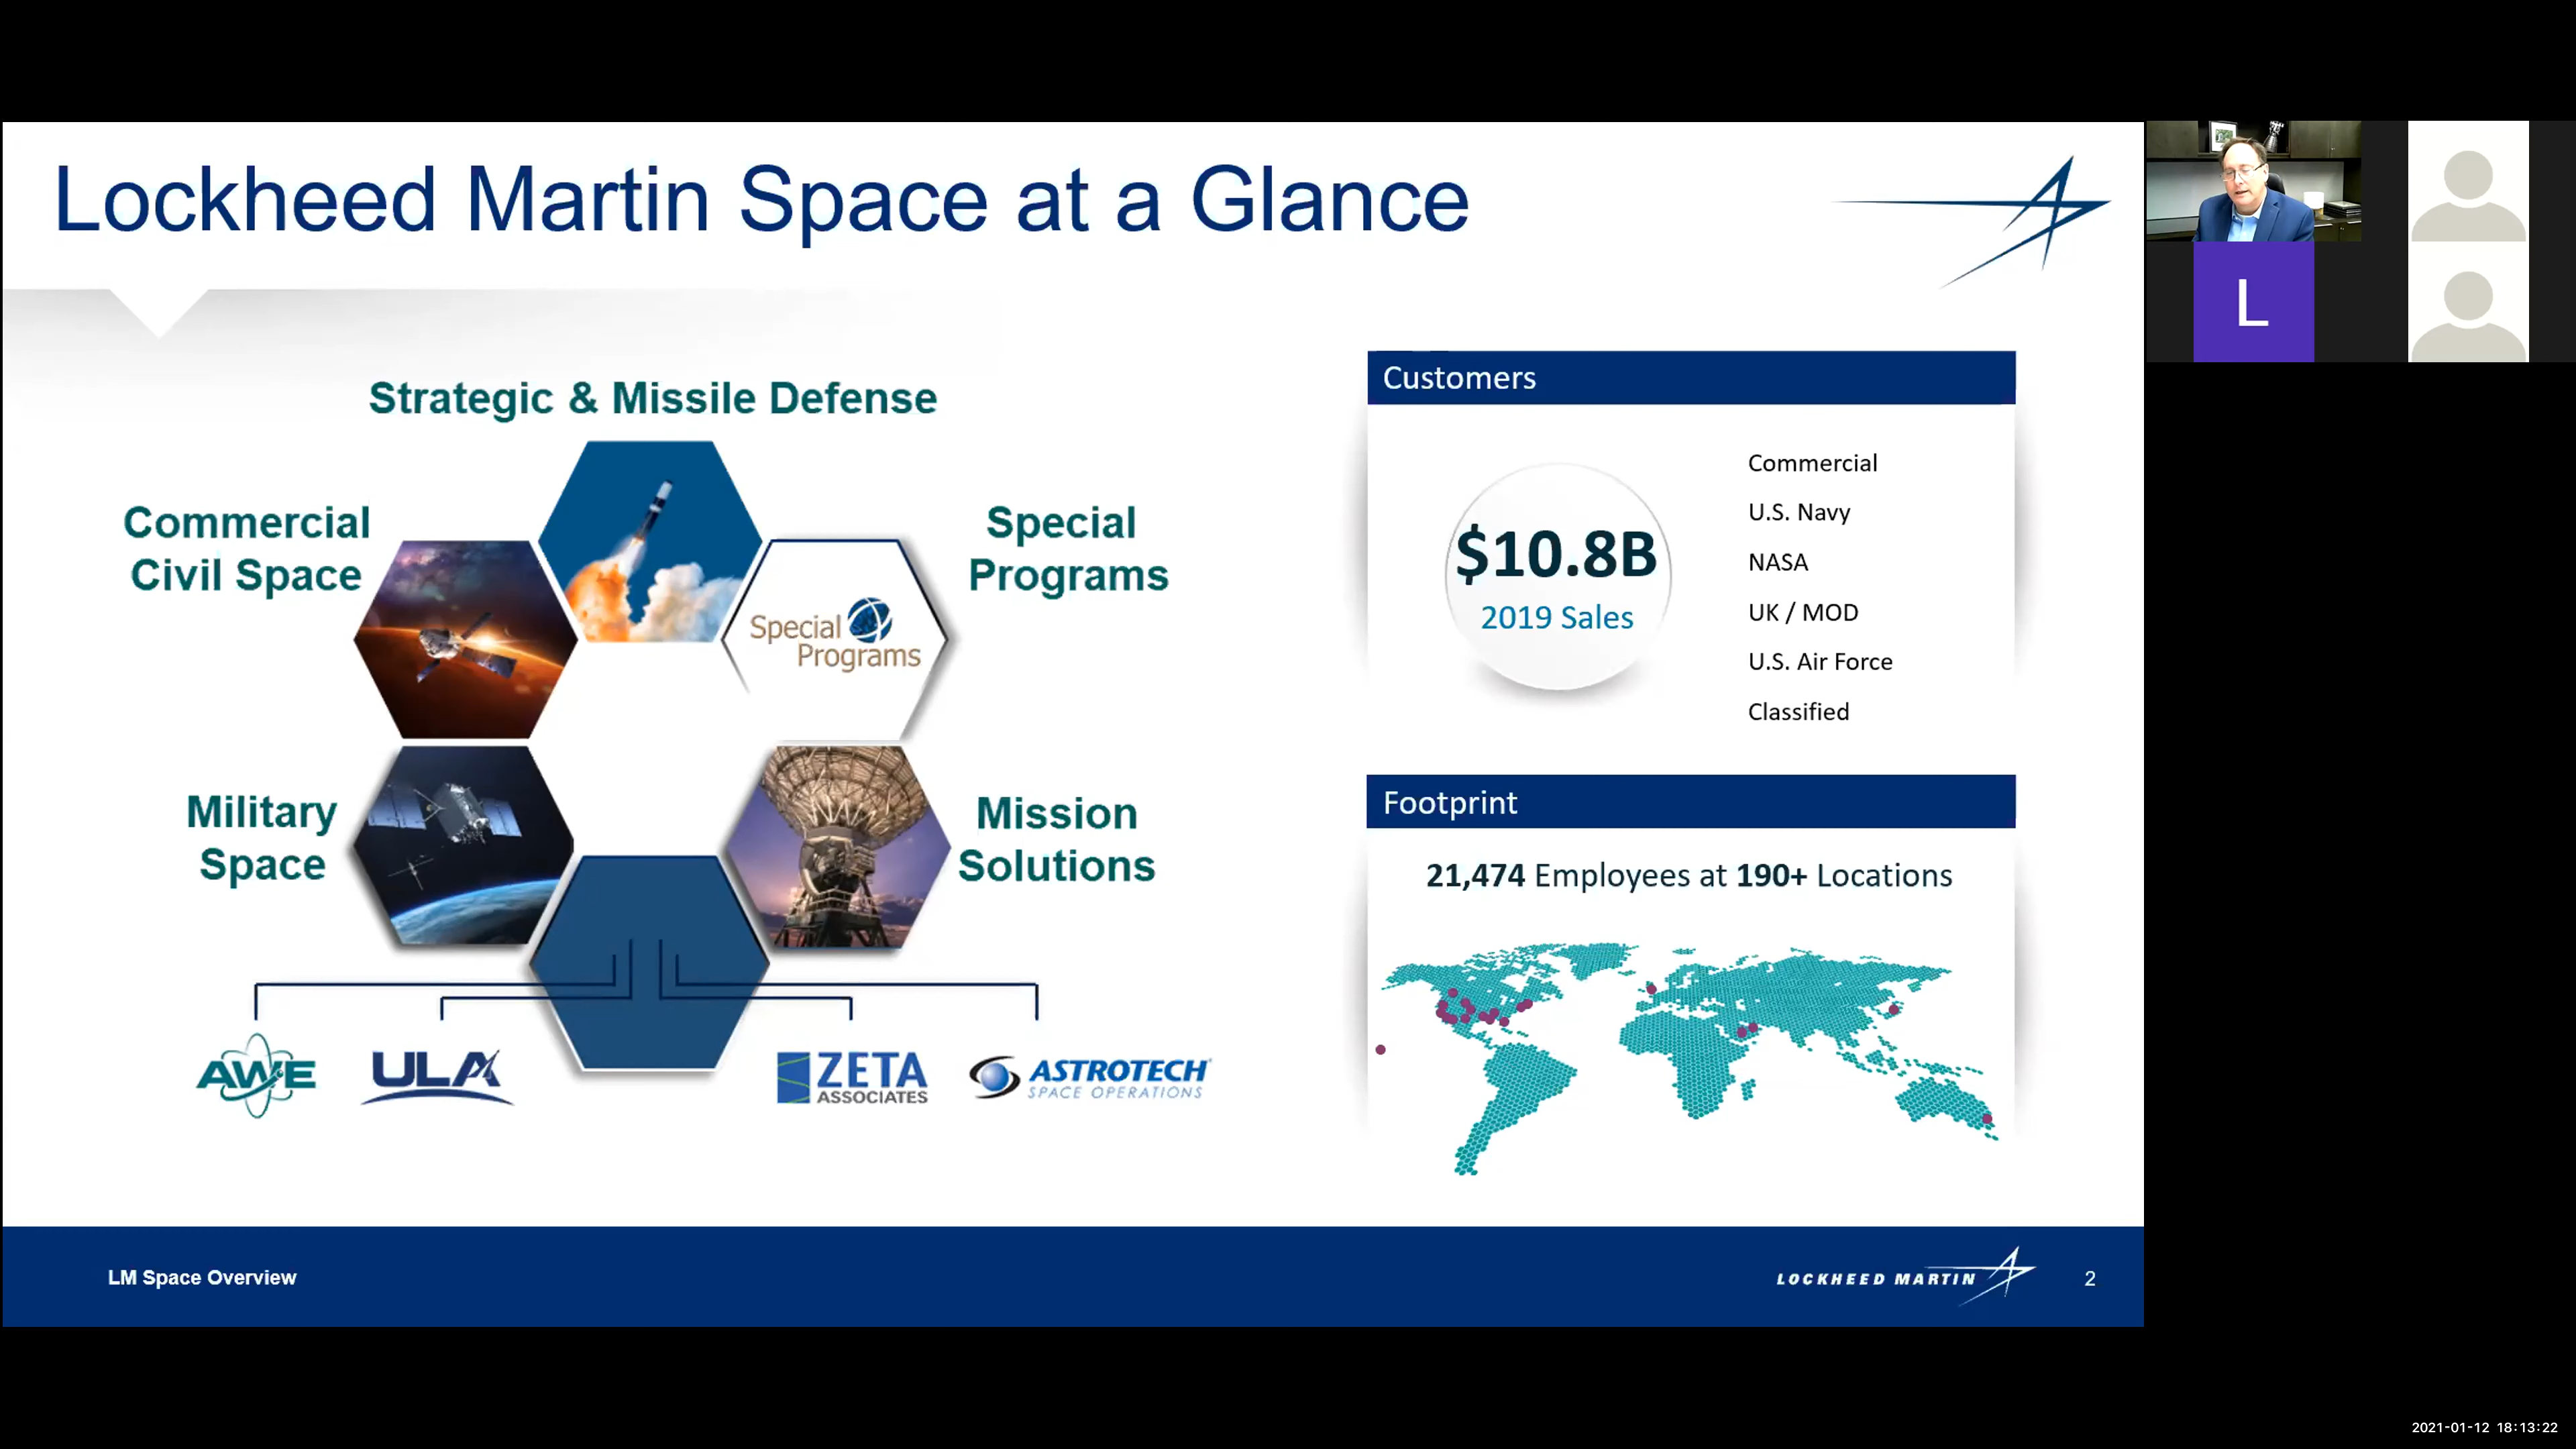 Lockheed Martin Space at a Glance
Strategic & Missile Defense
Commercial
Civil Space
Special
Programs
Special
Programs
Military
Space
Mission
Solutions
AWE
ULA
ZETA
ASSOCIATES
ASTROTECH
SPACE OPERATIONS
Customers
$10.8B
2019 Sales
Commercial
U.S. Navy
NASA
UK / MOD
U.S. Air Force
Classified
Footprint
21,474 Employees at 190+ Locations
LM Space Overview
LOCKHEED MARTIN
2
L
2021-01-12 18:13:22